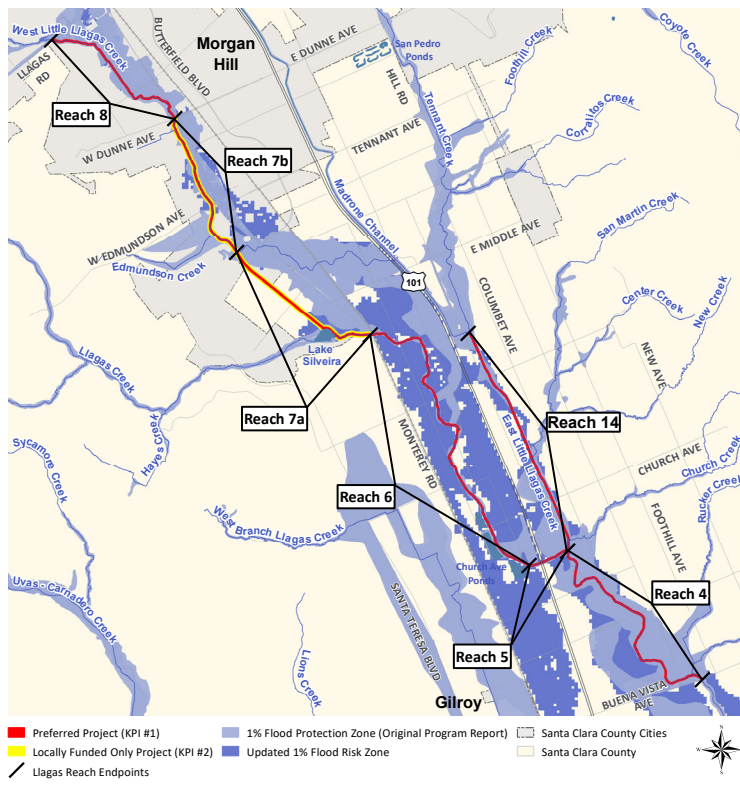 West Little Llagas Creek
LLAGAS
RD
BUTTERFIELD BLVD
Morgan
Hill
E DUNNE AVE
San Pedro
Ponds
HILL RD
Foothill Creek
Coyote Creek
Reach 8
W DUNNE AVE
Reach 7b
TENNANT AVE
Tennant Creek
Corralitos Creek
Madrone Channel
W EDMUNDSON AVE
Edmundson Creek
E MIDDLE AVE
San Martin Creek
101
COLUMBET AVE
Center Creek
New Creek
Llagas Creek
Lake
Silveira
NEW AVE
Reach 7a
Hayes Creek
MONTEREY RD
East Little Llagas Creek
Reach 14
CHURCH AVE
Church Creek
Sycamore Creek
Reach 6
Rucker Creek
West Branch Llagas Creek
FOOTHILL AVE
Church Ave
Ponds
Uvas - Carnadero Creek
SANTA TERESA BLVD
Reach 4
Lions Creek
Reach 5
BUENA VISTA
AVE
Gilroy
Preferred Project (KPI #1)
Locally Funded Only Project (KPI #2)
Llagas Reach Endpoints
1% Flood Protection Zone (Original Program Report)
Updated 1% Flood Risk Zone
Santa Clara County Cities
Santa Clara County
N